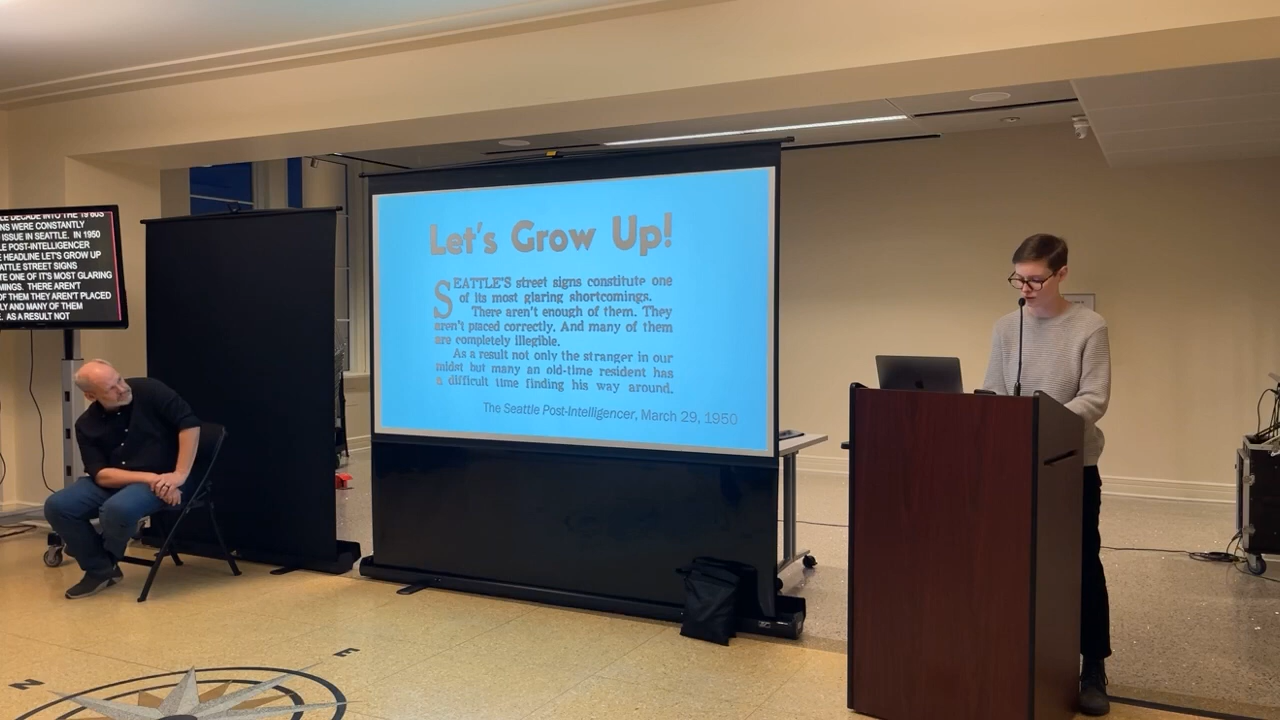 LE DECADE INTO THE 1960S
NS WERE CONSTANTLY
ISSUE IN SEATTLE. IN 1950
LE POST-INTELLIGENCER
E HEADLINE LET'S GROW UP
ATTLE STREET SIGNS
TE ONE OF IT'S MOST GLARING
MINGS. THERE AREN'T
OF THEM THEY AREN'T PLACED
LY AND MANY OF THEM
. AS A RESULT NOT
Let's Grow Up!
SEATTLE'S street signs constitute one
of its most glaring shortcomings.
There aren't enough of them. They
aren't placed correctly. And many of them
are completely illegible.
As a result not only the stranger in our
midst but many an old-time resident has
a difficult time finding his way around.
The Seattle Post-Intelligencer, March 29, 1950
N
E